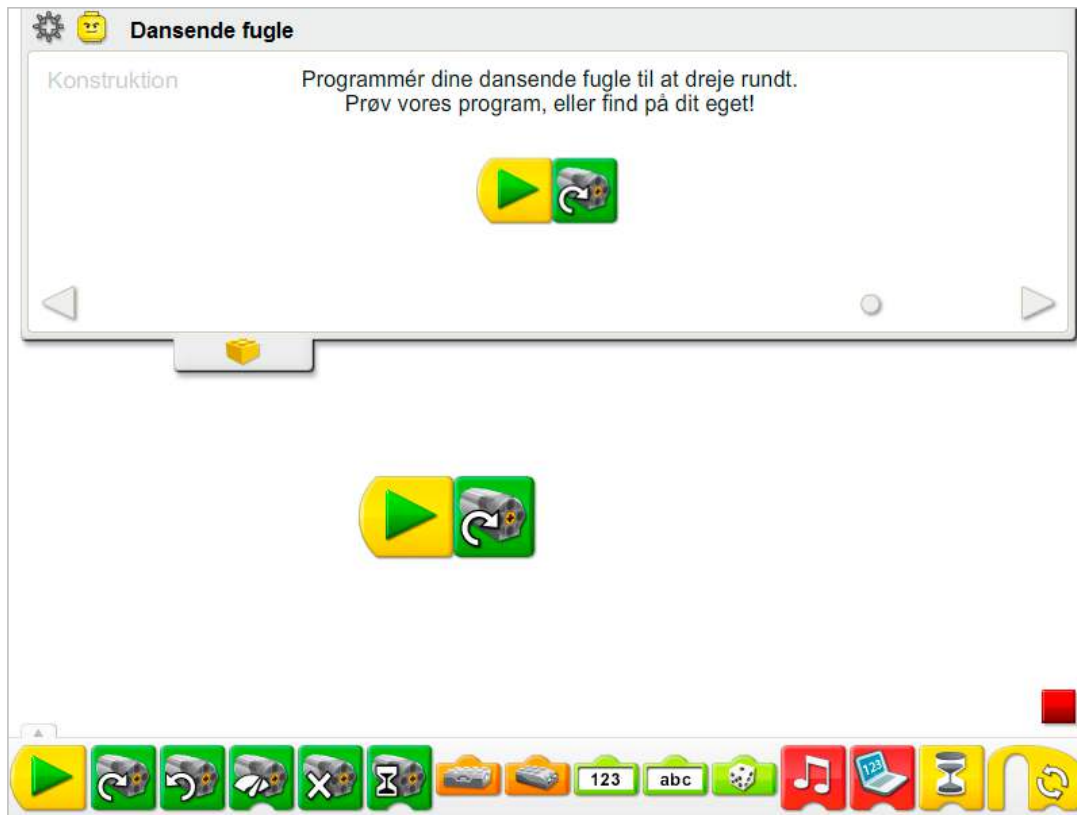 Dansende fugle
Konstruktion
Programmér dine dansende fugle til at dreje rundt.
Prøv vores program, eller find på dit eget!
123
abc
123